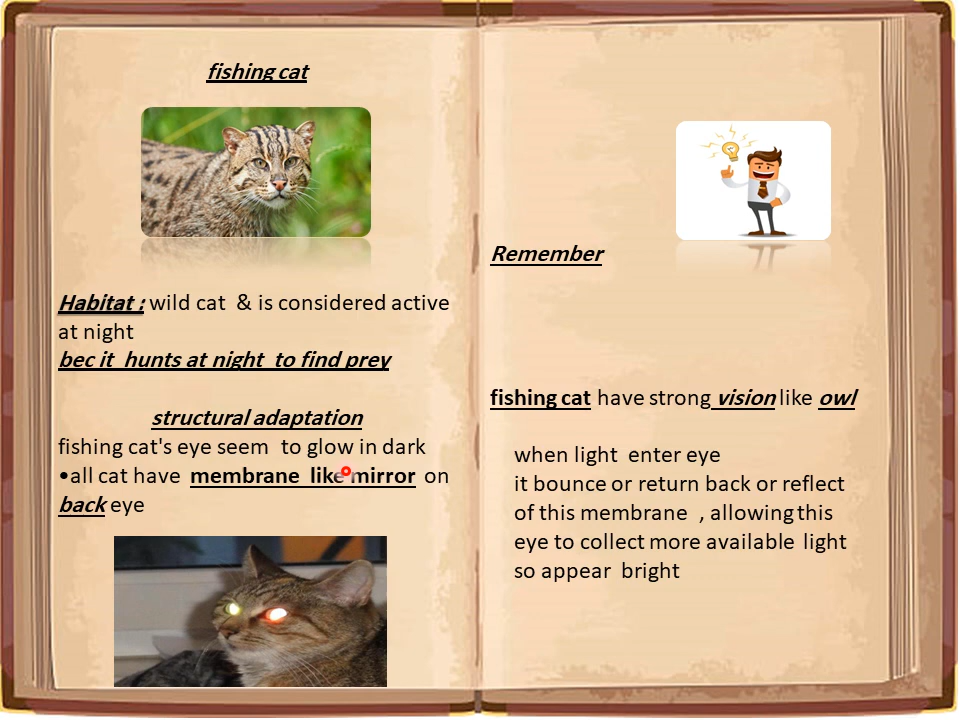 fishing cat
Habitat : wild cat & is considered active
at night
bec it hunts at night to find prey
structural adaptation
fishing cat's eye seem to glow in dark
•all cat have membrane like mirror on
back eye
Remember
fishing cat have strong vision like owl
when light enter eye
it bounce or return back or reflect
of this membrane , allowing this
eye to collect more available light
so appear bright